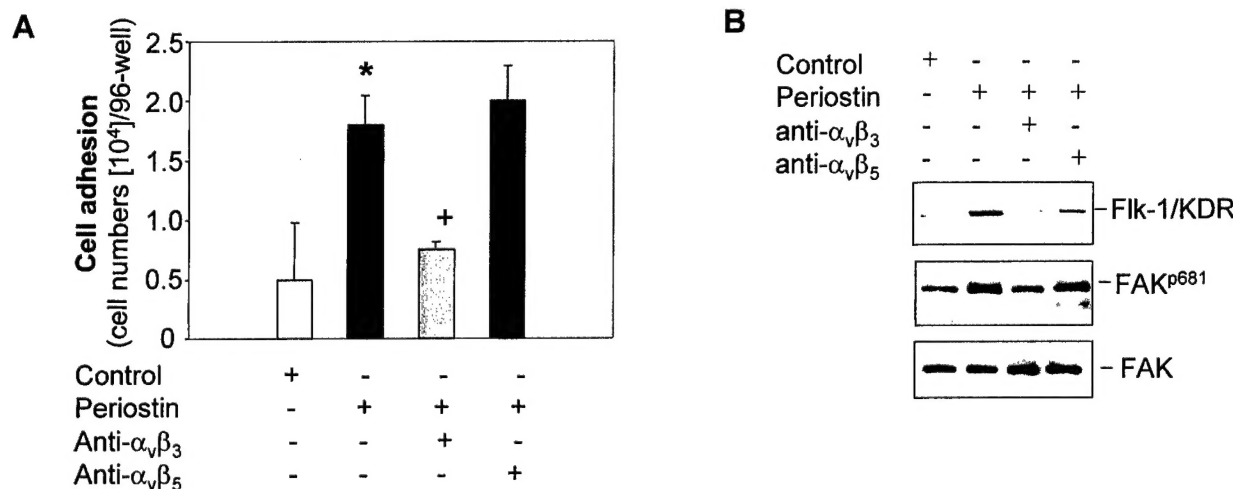 A
Cell adhesion
(cell numbers [10⁴]/96-well)
2.5
2.0
1.5
1.0
0.5
0
*
+
Control + - - -
Periostin - + + +
Anti-αvβ3 - - + -
Anti-αvβ5 - - - +
B
Control + - - -
Periostin - + + +
anti-αvβ3 - - + -
anti-αvβ5 - - - +
Flk-1/KDR
FAKp681
FAK